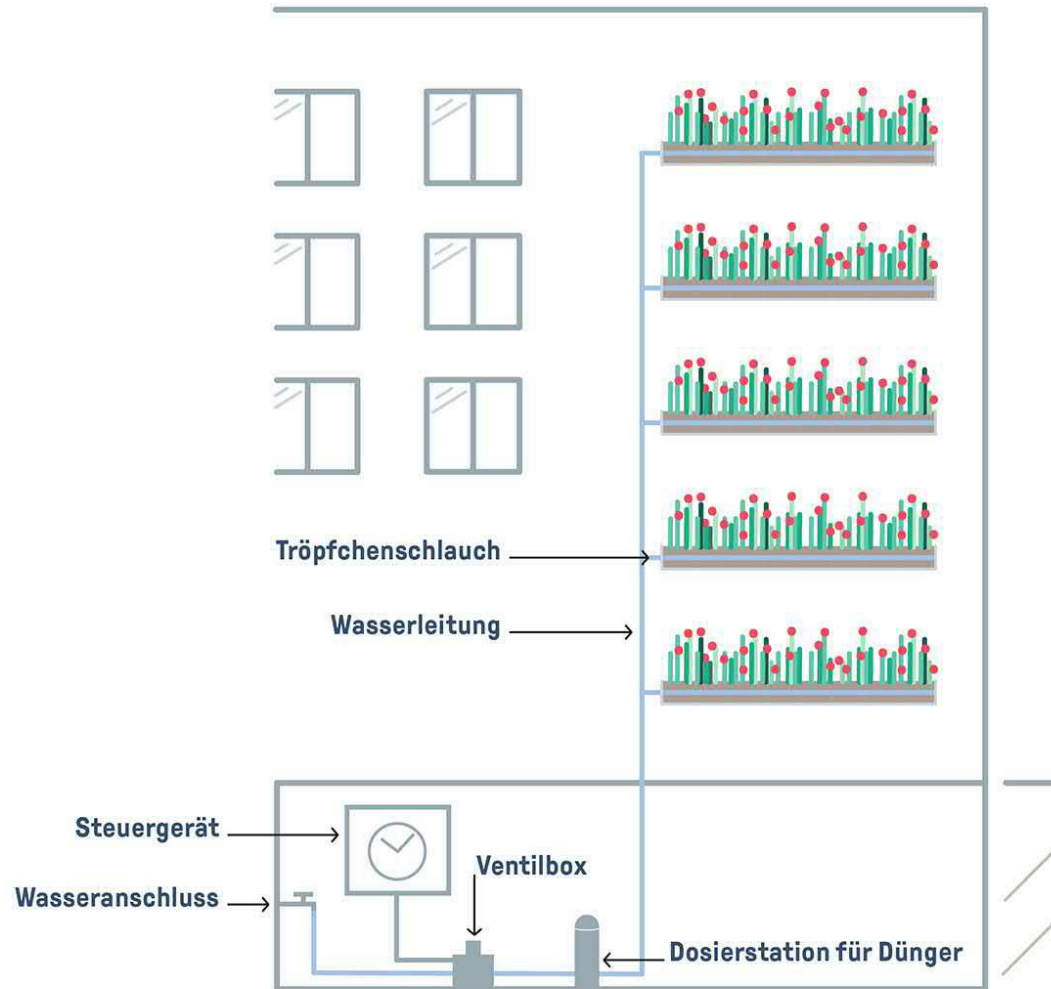 Tröpfchenschlauch
Wasserleitung
Steuergerät
Ventilbox
Wasseranschluss
Dosierstation für Dünger